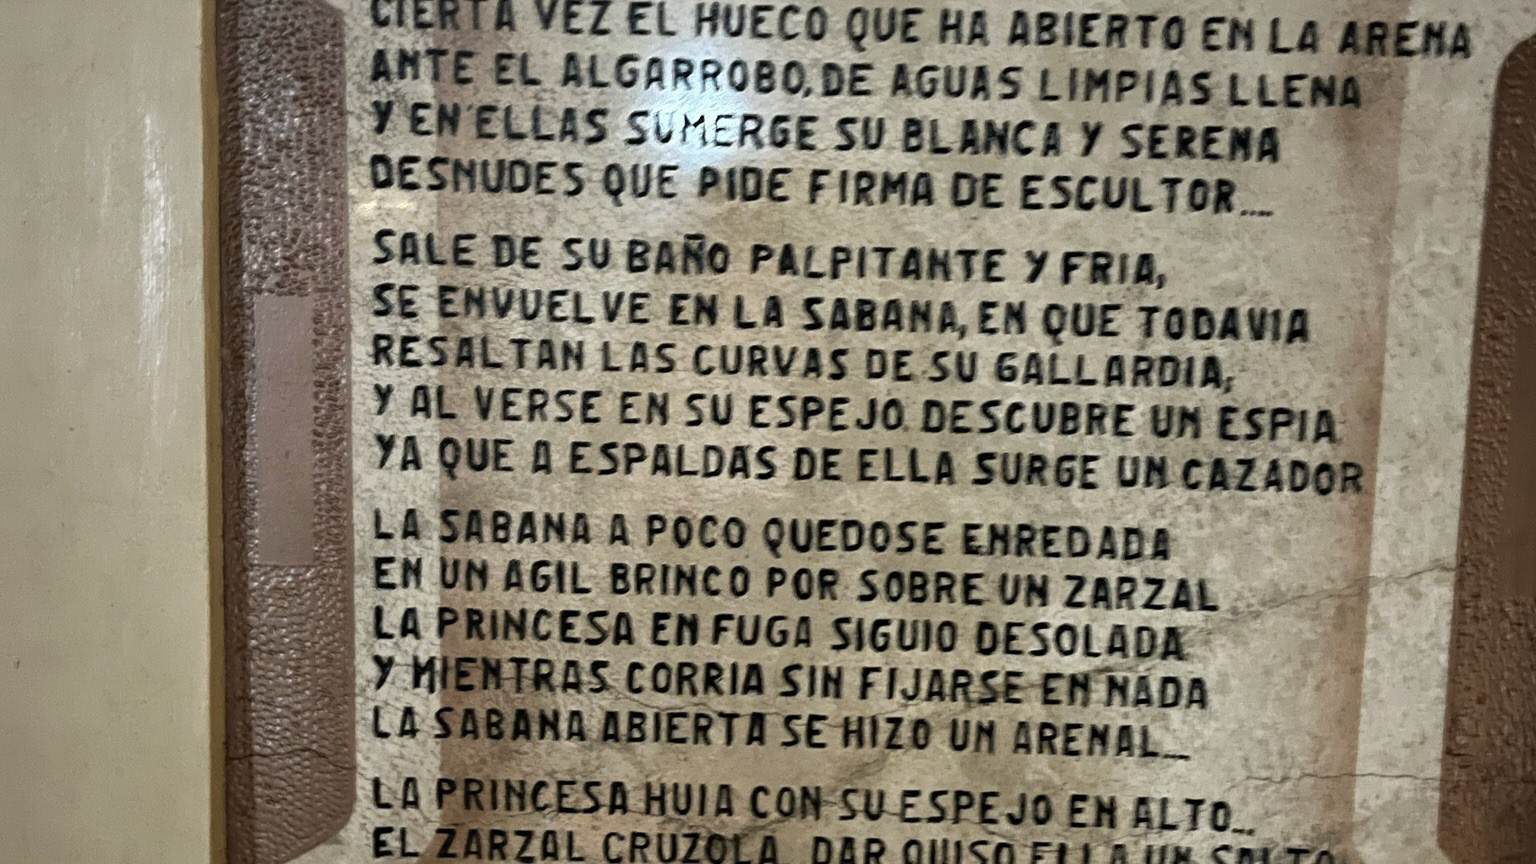 CIERTA VEZ EL HUECO QUE HA ABIERTO EN LA ARENA
ANTE EL ALGARROBO, DE AGUAS LIMPIAS LLENA
Y EN ELLAS SUMERGE SU BLANCA Y SERENA
DESNUDES QUE PIDE FIRMA DE ESCULTOR....
SALE DE SU BAÑO PALPITANTE Y FRIA,
SE ENVUELVE EN LA SABANA, EN QUE TODAVIA
RESALTAN LAS CURVAS DE SU GALLARDIA,
Y AL VERSE EN SU ESPEJO DESCUBRE UN ESPIA
YA QUE A ESPALDAS DE ELLA SURGE UN CAZADOR
LA SABANA A POCO QUEDOSE ENREDADA
EN UN AGIL BRINCO POR SOBRE UN ZARZAL
LA PRINCESA EN FUGA SIGUIO DESOLADA
Y MIENTRAS CORRIA SIN FIJARSE EN NADA
LA SABANA ABIERTA SE HIZO UN ARENAL...
LA PRINCESA HUIA CON SU ESPEJO EN ALTO...
EL ZARZAL CRUZOLA DAR QUISO ELLA UN SALTO